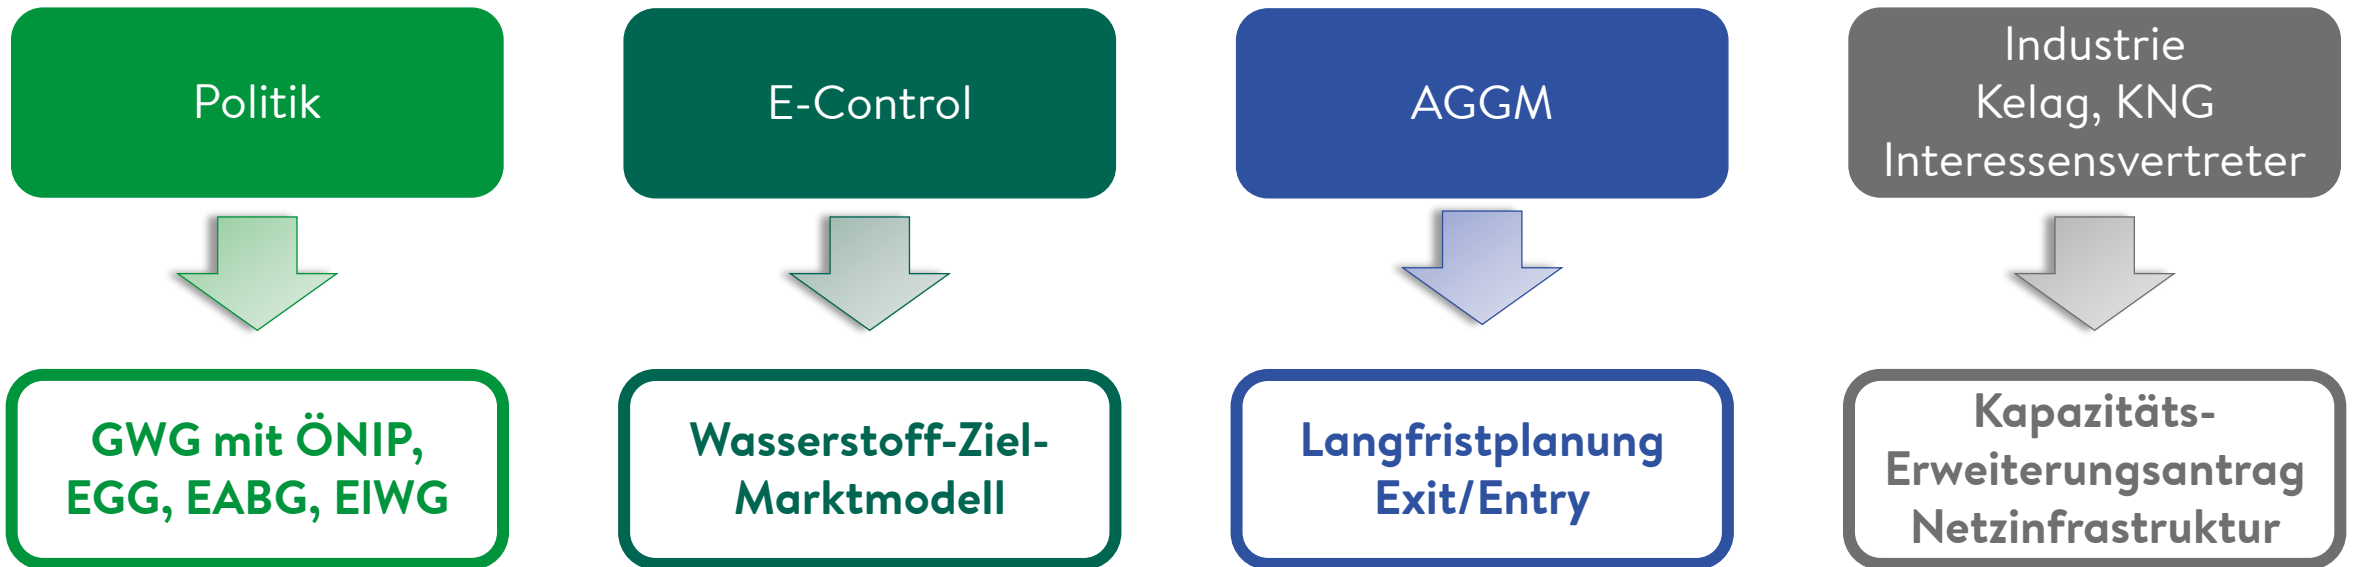 Politik
E-Control
AGGM
Industrie
Kelag, KNG
Interessensvertreter
GWG mit ÖNIP,
EGG, EABG, ElWG
Wasserstoff-Ziel-
Marktmodell
Langfristplanung
Exit/Entry
Kapazitäts-
Erweiterungsantrag
Netzinfrastruktur